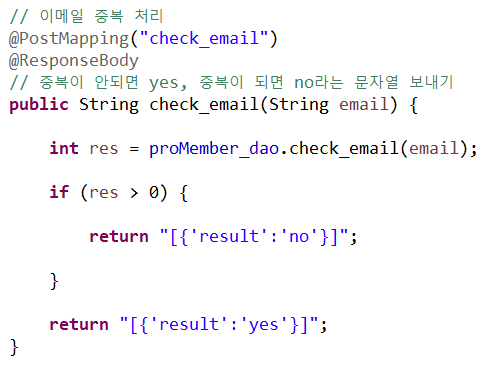 // 이메일 중복 처리
@PostMapping("check_email")
@ResponseBody
// 중복이 안되면 yes, 중복이 되면 no라는 문자열 보내기
public String check_email(String email) {
int res = proMember_dao.check_email(email);
if (res > 0) {
return "[{'result':'no'}]";
}
return "[{'result':'yes'}]";
}